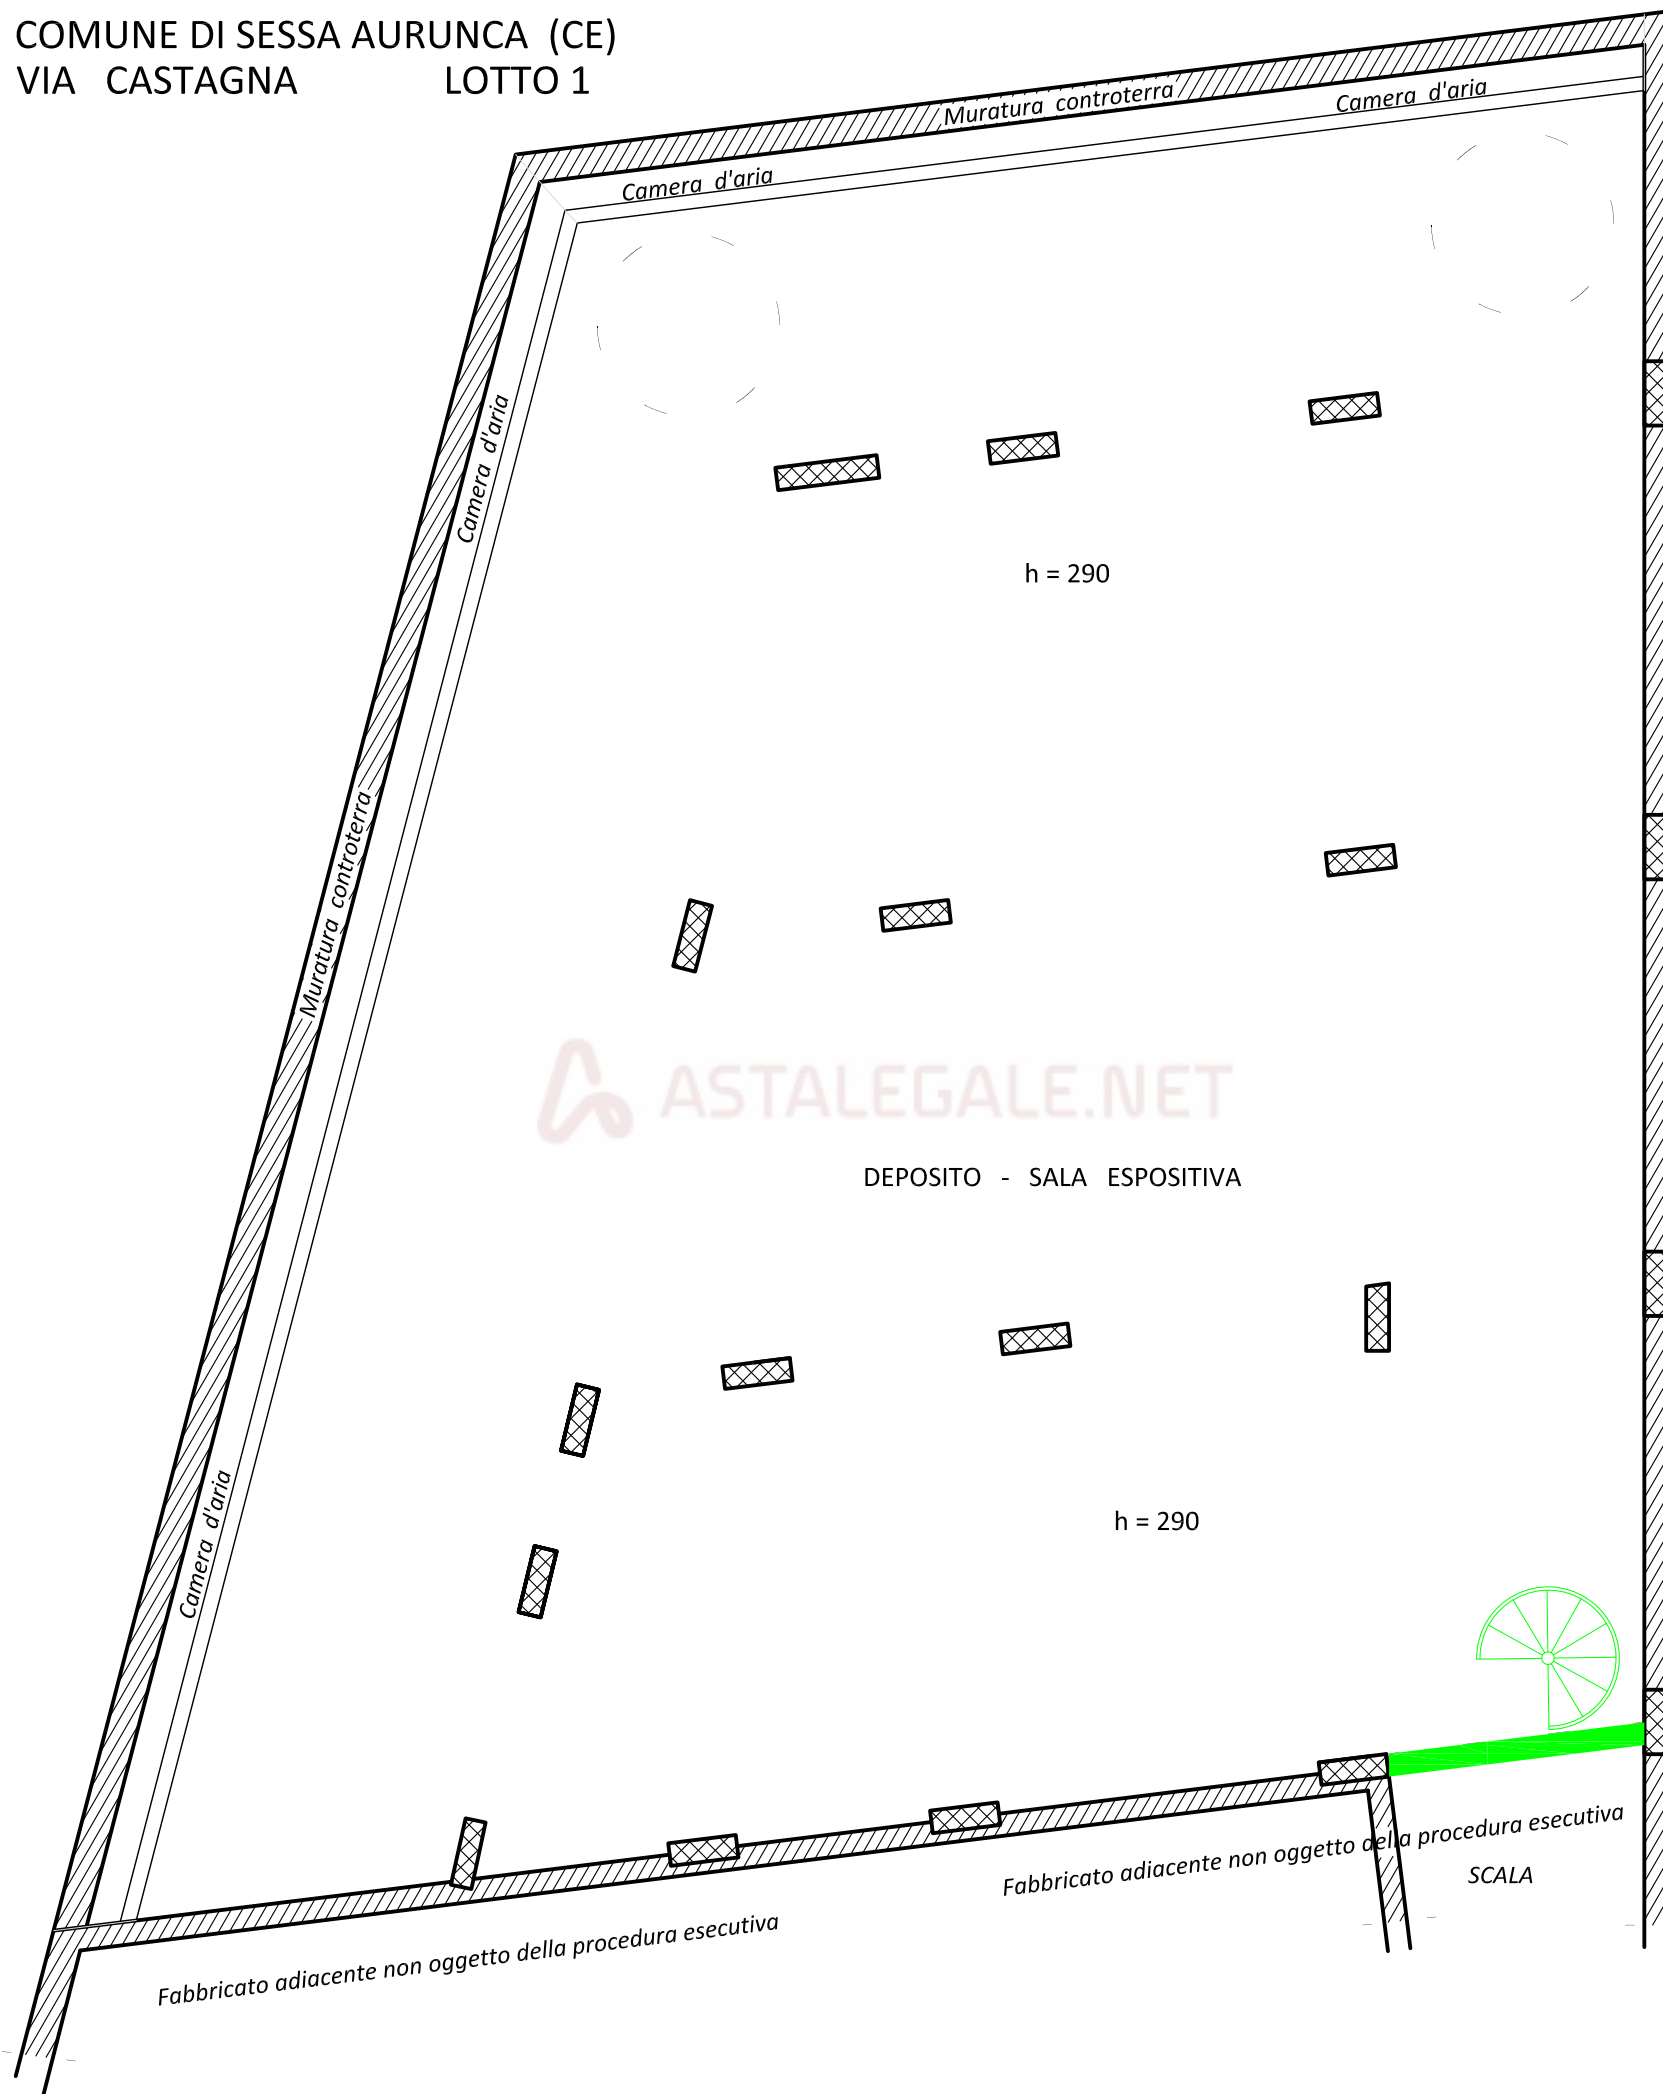 COMUNE DI SESSA AURUNCA (CE)
VIA CASTAGNA LOTTO 1
Muratura controterra
Camera d'aria
Camera d'aria
Camera d'aria
h = 290
Muratura controterra
ASTALEGALE.NET
DEPOSITO - SALA ESPOSITIVA
Camera d'aria
h = 290
Fabbricato adiacente non oggetto della procedura esecutiva
SCALA
Fabbricato adiacente non oggetto della procedura esecutiva